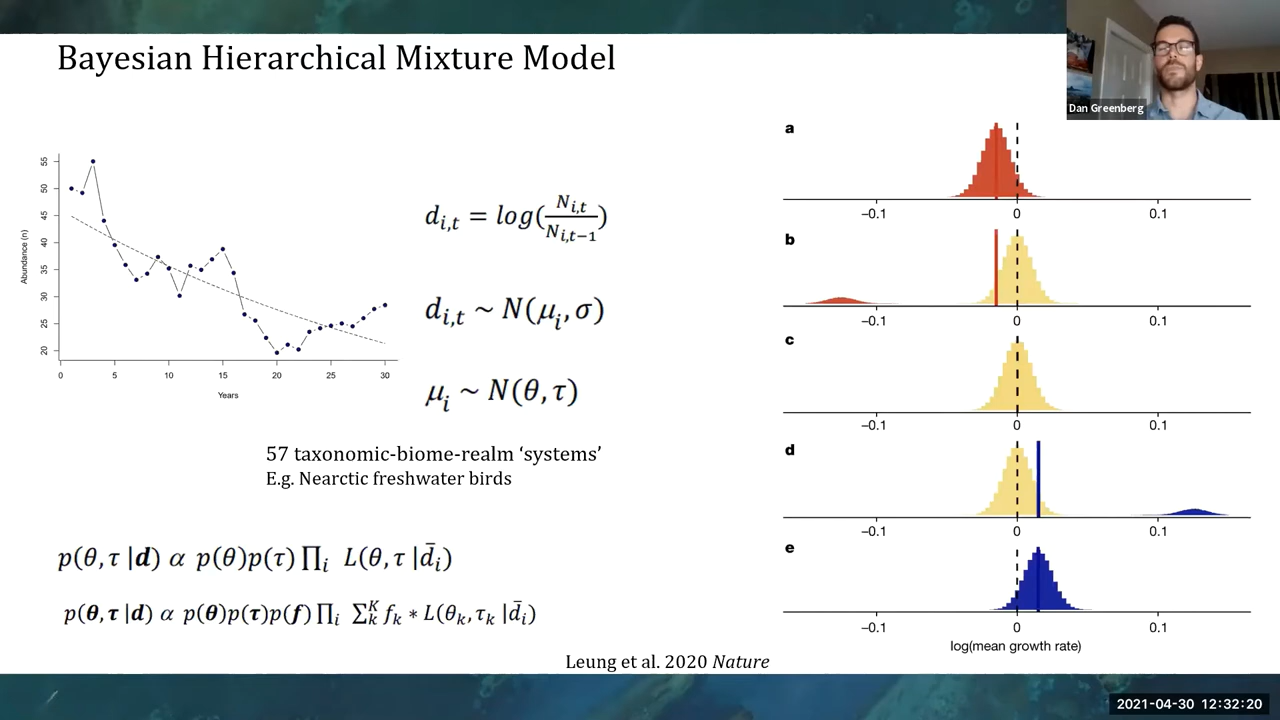 Bayesian Hierarchical Mixture Model
Dan Greenberg
Abundance (n)
55
50
45
40
35
30
25
20
0 5 10 15 20 25 30
Years
d_{i,t} = log(N_{i,t}/N_{i,t−1})
d_{i,t} ~ N(μ_i, σ)
μ_i ~ N(θ, τ)
57 taxonomic-biome-realm ‘systems’
E.g. Nearctic freshwater birds
p(θ, τ |d) α p(θ)p(τ) ∏_i L(θ, τ |d̄_i)
p(θ, τ |d) α p(θ)p(τ)p(f) ∏_i ∑_k^K f_k * L(θ_k, τ_k |d̄_i)
a
−0.1 0 0.1
b
−0.1 0 0.1
c
−0.1 0 0.1
d
−0.1 0 0.1
e
−0.1 0 0.1
log(mean growth rate)
Leung et al. 2020 Nature
2021-04-30 12:32:20